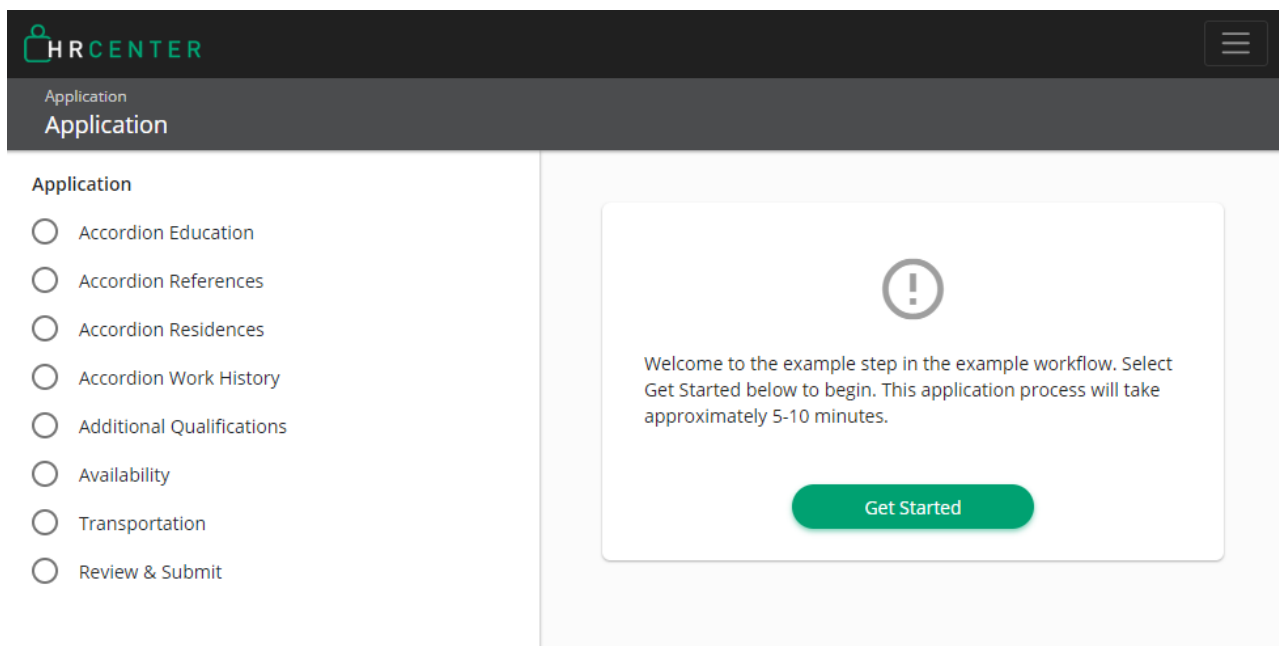 HRCENTER
Application
Application
Application
Accordion Education
Accordion References
Accordion Residences
Accordion Work History
Additional Qualifications
Availability
Transportation
Review & Submit
Welcome to the example step in the example workflow. Select
Get Started below to begin. This application process will take
approximately 5-10 minutes.
Get Started